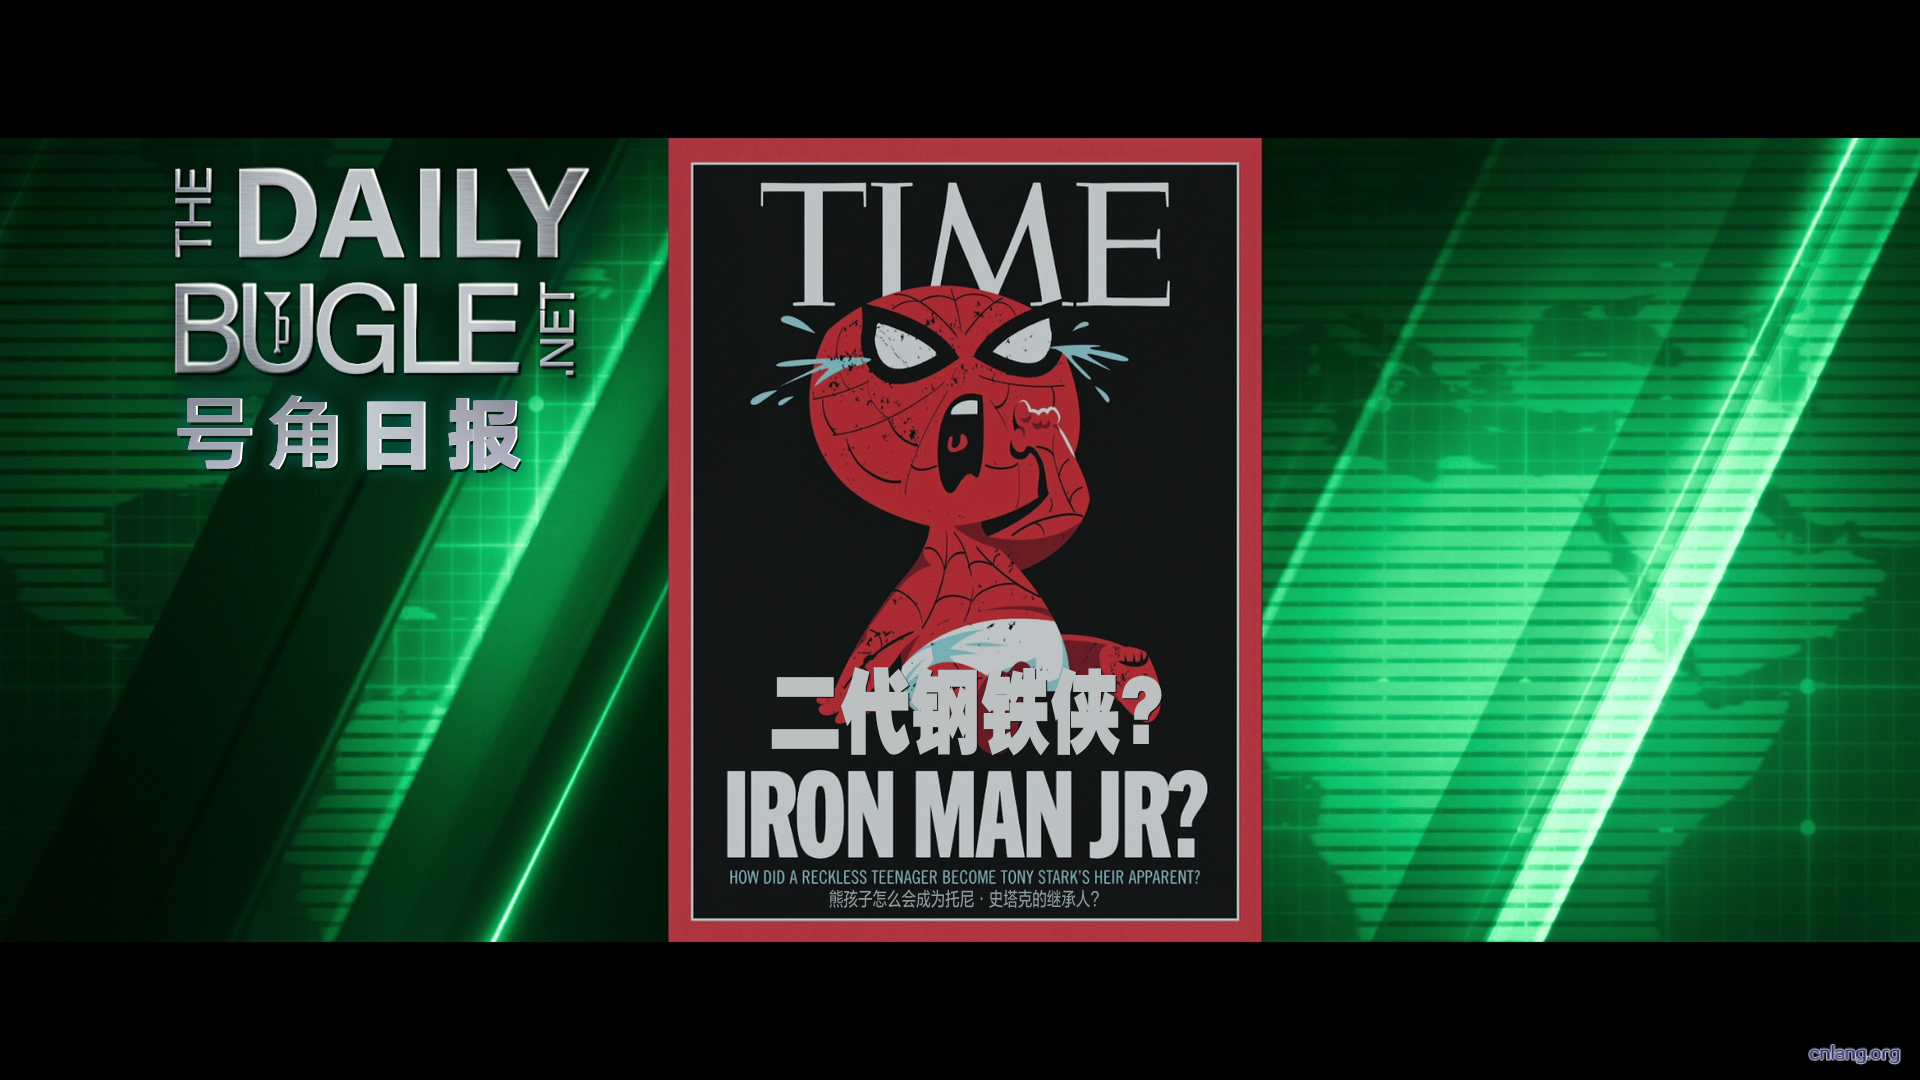 THE DAILY
BUGLE .NET
号角日报
TIME
二代钢铁侠?
IRON MAN JR?
HOW DID A RECKLESS TEENAGER BECOME TONY STARK'S HEIR APPARENT?
熊孩子怎么会成为托尼·史塔克的继承人?
cnlang.org